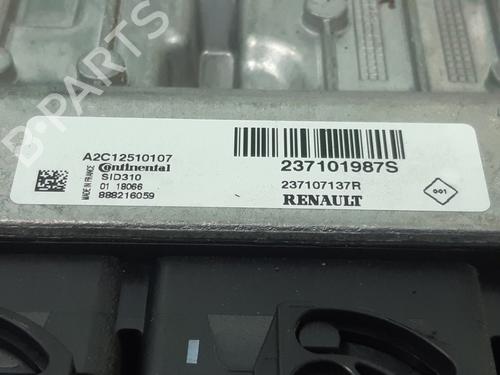 A2C12510107
Continental
SID310
01 18066
888216059
MADE IN FRANCE
237101987S
237107137R
RENAULT
001
B-PARTS